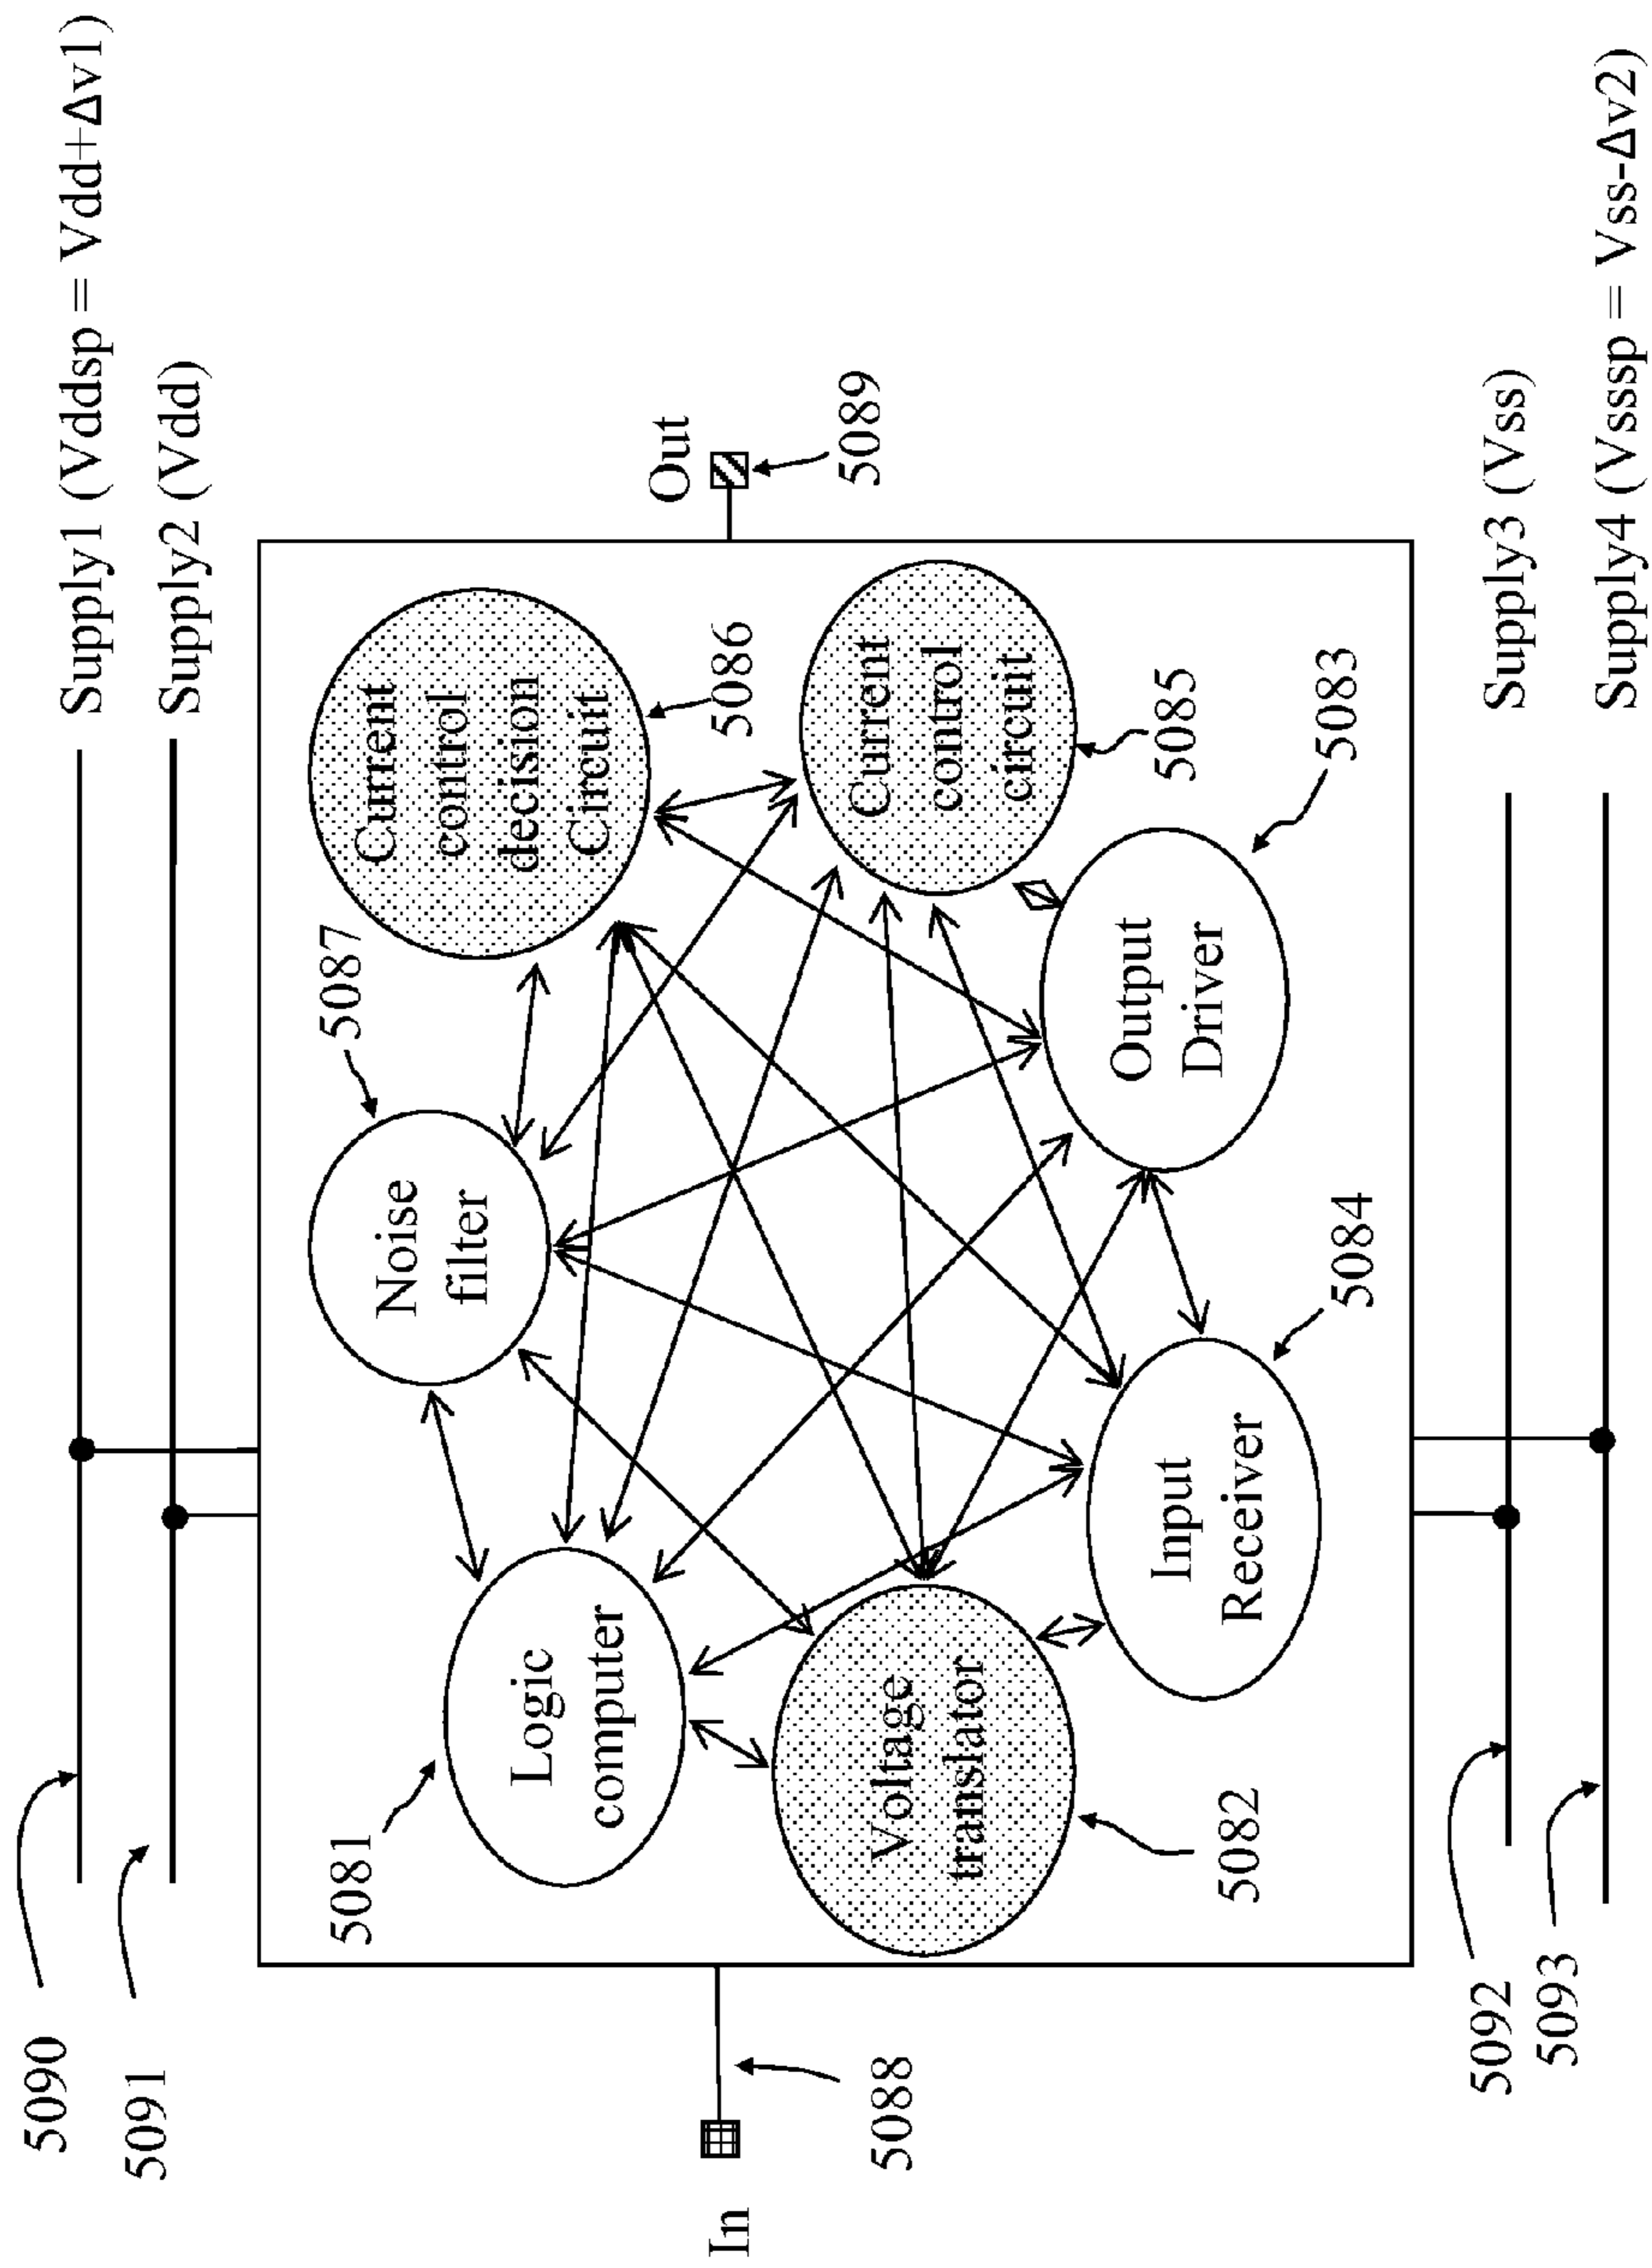 Supply1 (Vddsp = Vdd+Δv1)
Supply2 (Vdd)
5090
5091
5087
Noise
filter
Current
control
decision
Circuit
5086
5081
Logic
computer
Out
5089
In
5088
Voltage
translator
5082
Current
control
circuit
5085
Input
Receiver
5084
Output
Driver
5083
5092
5093
Supply3 (Vss)
Supply4 (Vsssp = Vss-Δv2)